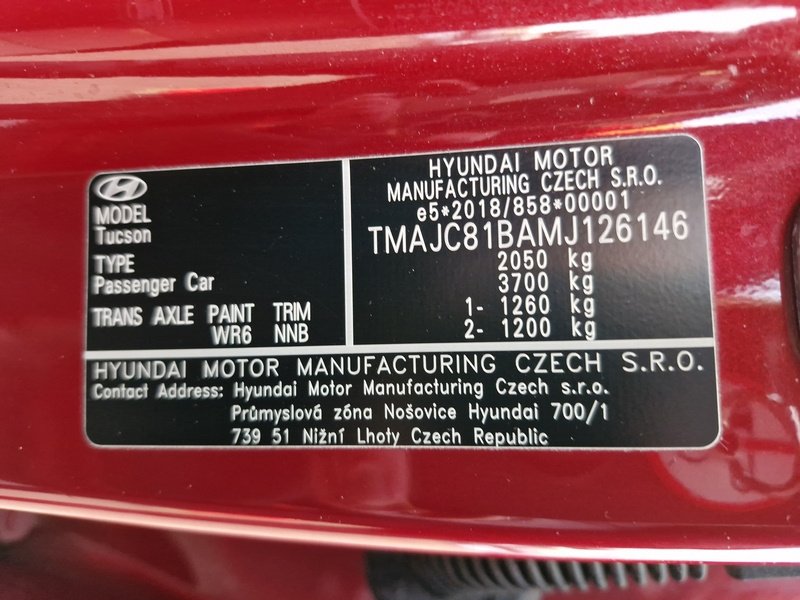 MODEL
Tucson
TYPE
Passenger Car
TRANS AXLE PAINT TRIM
WR6 NNB
HYUNDAI MOTOR
MANUFACTURING CZECH S.R.O.
e5*2018/858*00001
TMAJC81BAMJ126146
2050 kg
3700 kg
1- 1260 kg
2- 1200 kg
HYUNDAI MOTOR MANUFACTURING CZECH S.R.O.
Contact Address: Hyundai Motor Manufacturing Czech s.r.o.
Průmyslová zóna Nošovice Hyundai 700/1
739 51 Nižní Lhoty Czech Republic